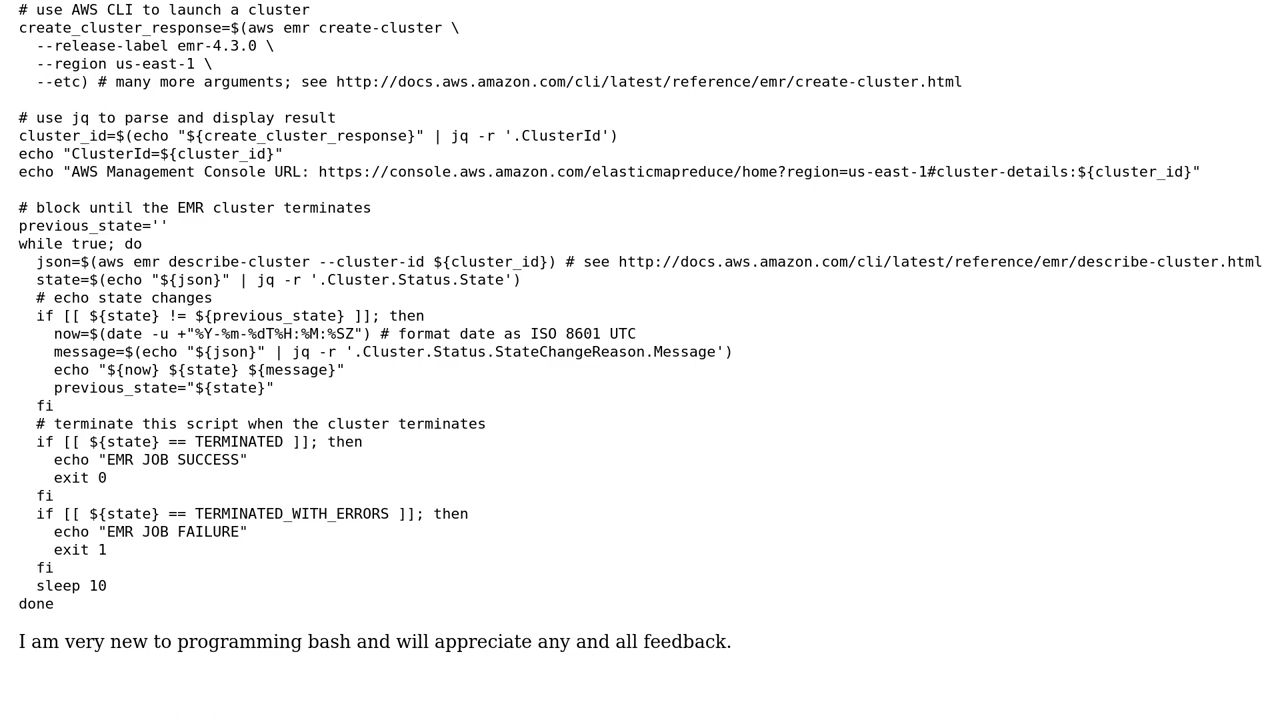 # use AWS CLI to launch a cluster
create_cluster_response=$(aws emr create-cluster \
  --release-label emr-4.3.0 \
  --region us-east-1 \
  --etc) # many more arguments; see http://docs.aws.amazon.com/cli/latest/reference/emr/create-cluster.html

# use jq to parse and display result
cluster_id=$(echo "${create_cluster_response}" | jq -r '.ClusterId')
echo "ClusterId=${cluster_id}"
echo "AWS Management Console URL: https://console.aws.amazon.com/elasticmapreduce/home?region=us-east-1#cluster-details:${cluster_id}"

# block until the EMR cluster terminates
previous_state=''
while true; do
  json=$(aws emr describe-cluster --cluster-id ${cluster_id}) # see http://docs.aws.amazon.com/cli/latest/reference/emr/describe-cluster.html
  state=$(echo "${json}" | jq -r '.Cluster.Status.State')
  # echo state changes
  if [[ ${state} != ${previous_state} ]]; then
    now=$(date -u +"%Y-%m-%dT%H:%M:%SZ") # format date as ISO 8601 UTC
    message=$(echo "${json}" | jq -r '.Cluster.Status.StateChangeReason.Message')
    echo "${now} ${state} ${message}"
    previous_state="${state}"
  fi
  # terminate this script when the cluster terminates
  if [[ ${state} == TERMINATED ]]; then
    echo "EMR JOB SUCCESS"
    exit 0
  fi
  if [[ ${state} == TERMINATED_WITH_ERRORS ]]; then
    echo "EMR JOB FAILURE"
    exit 1
  fi
  sleep 10
done

I am very new to programming bash and will appreciate any and all feedback.